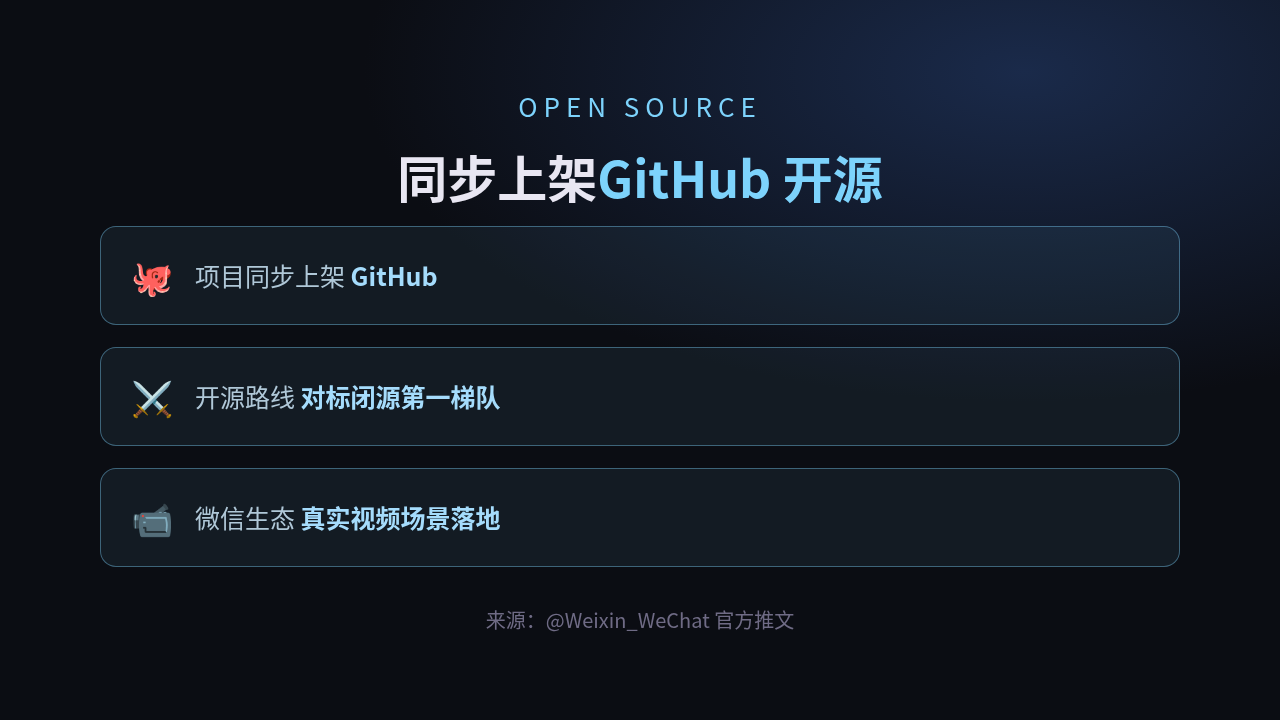 OPEN SOURCE
同步上架GitHub 开源
项目同步上架 GitHub
开源路线 对标闭源第一梯队
微信生态 真实视频场景落地
来源：@Weixin_WeChat 官方推文